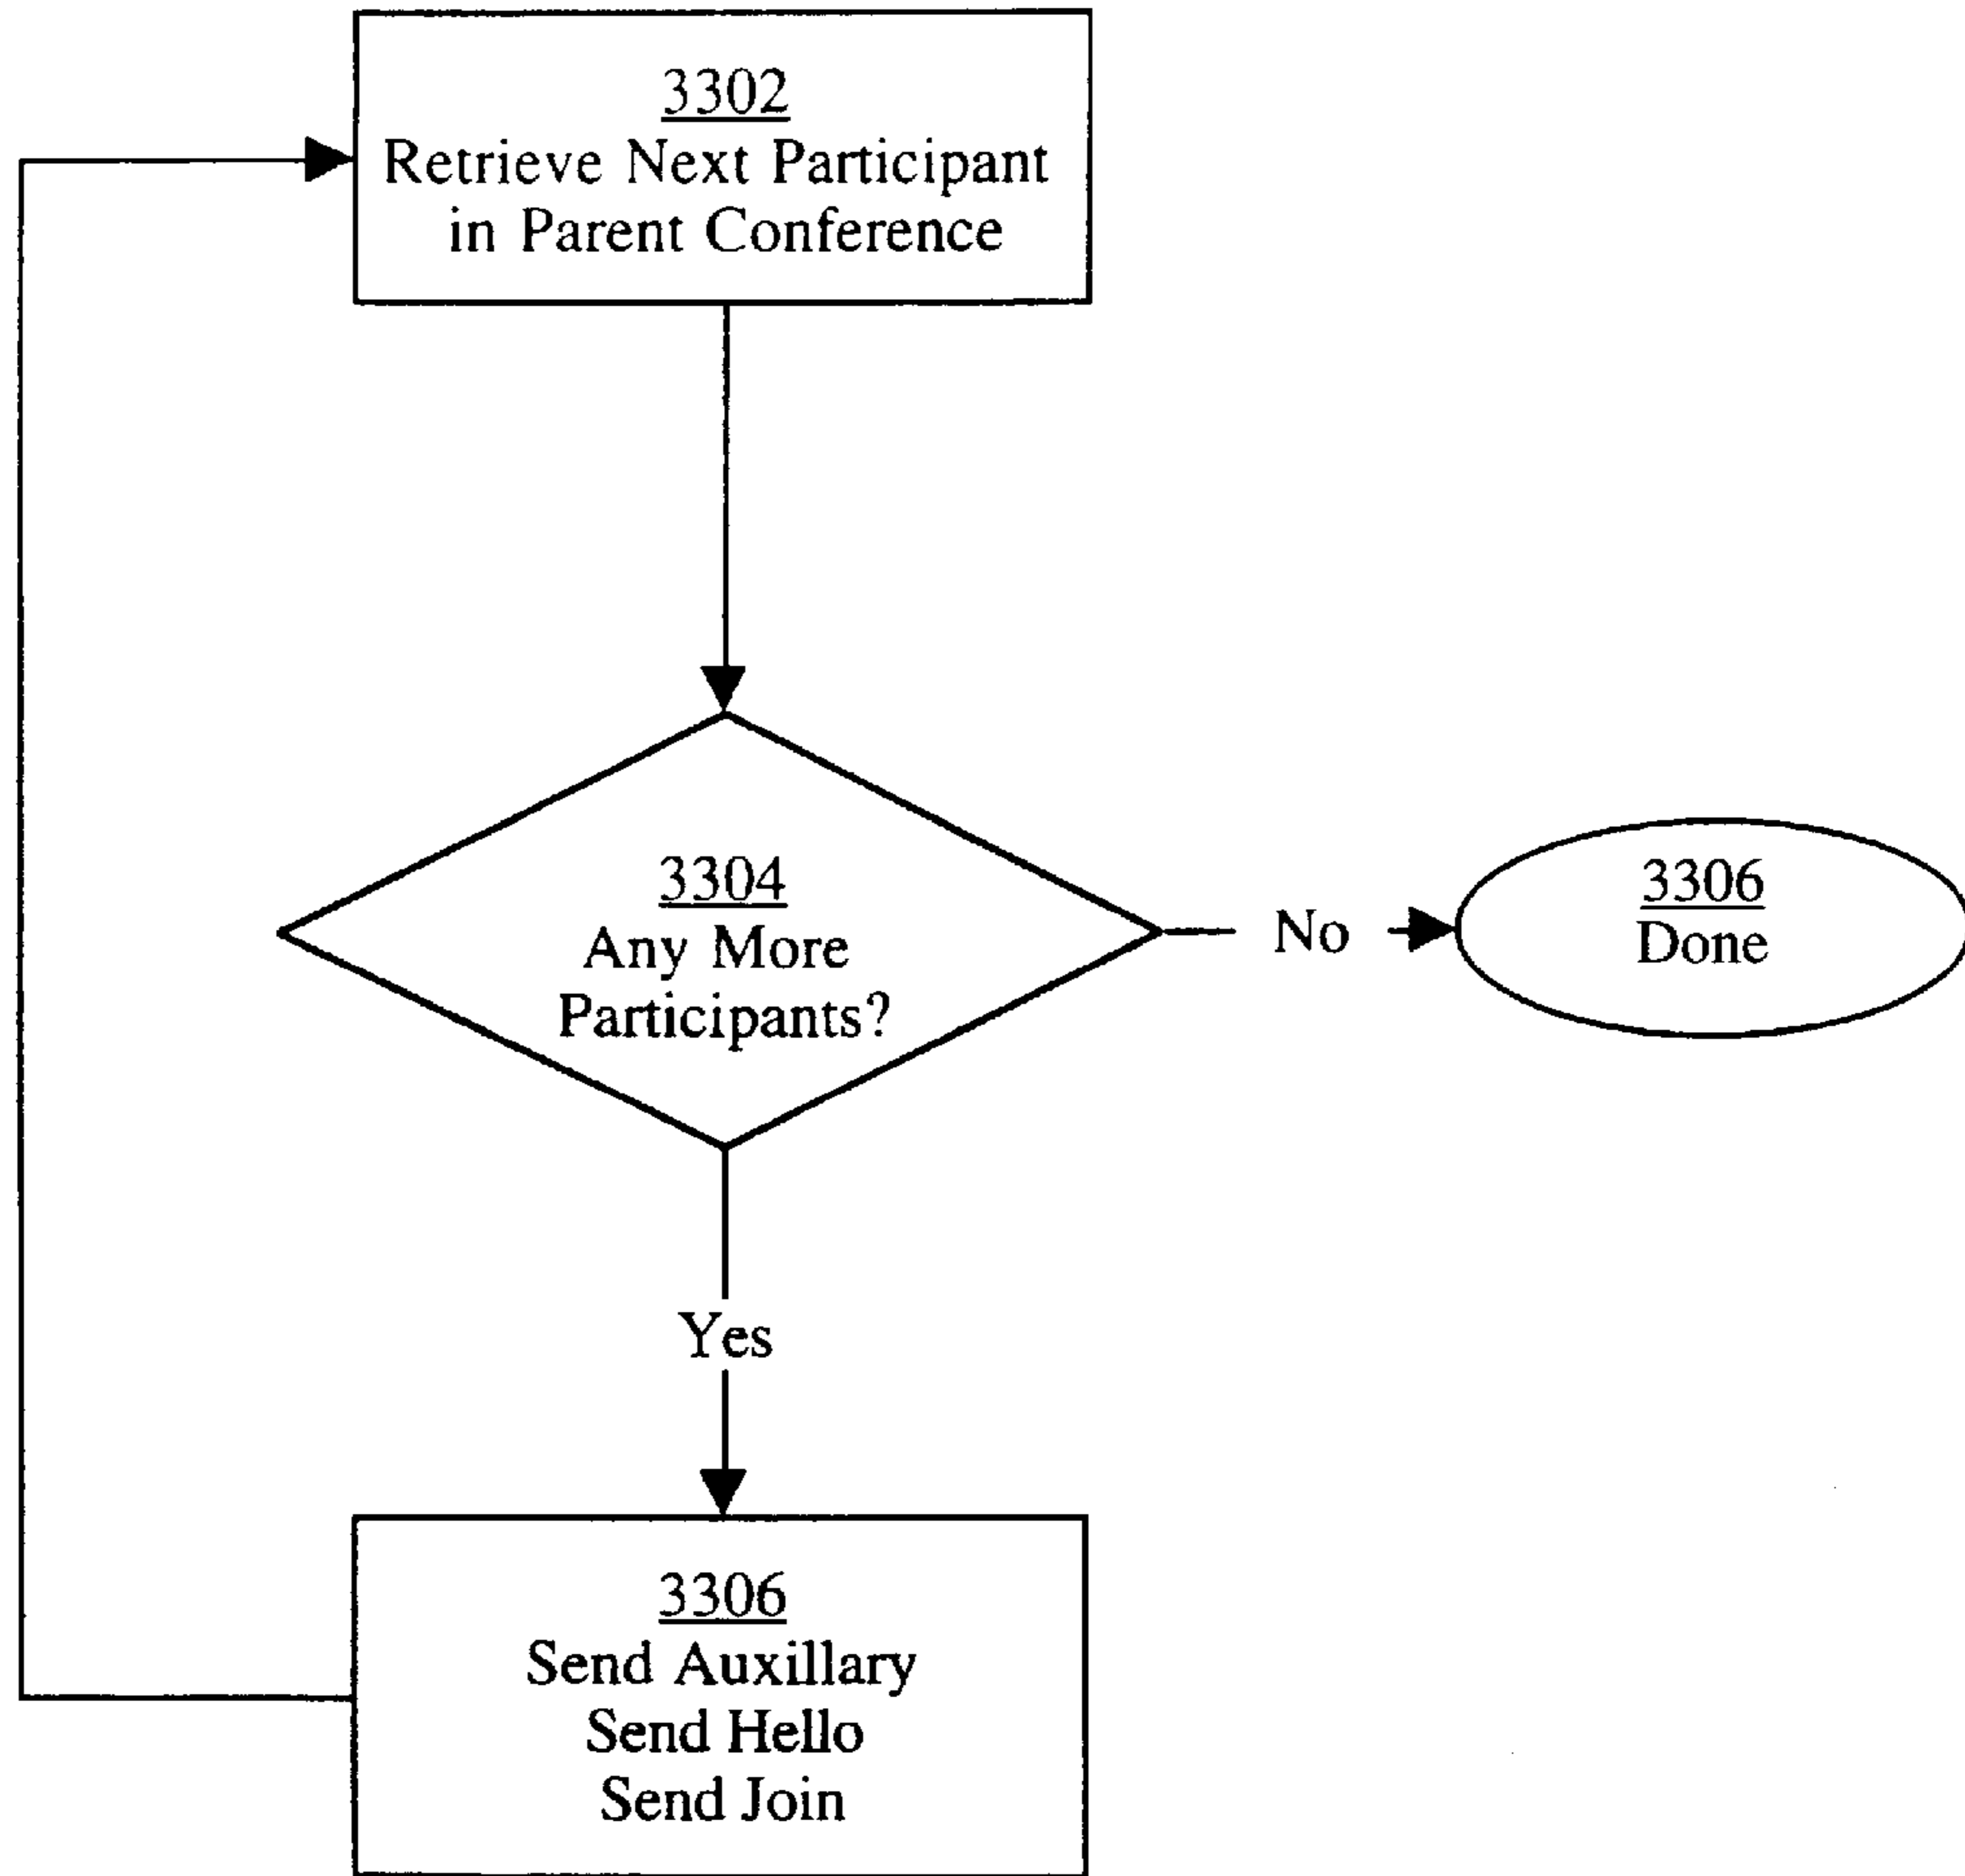 3302
Retrieve Next Participant
in Parent Conference
3304
Any More
Participants?
No
3306
Done
Yes
3306
Send Auxillary
Send Hello
Send Join